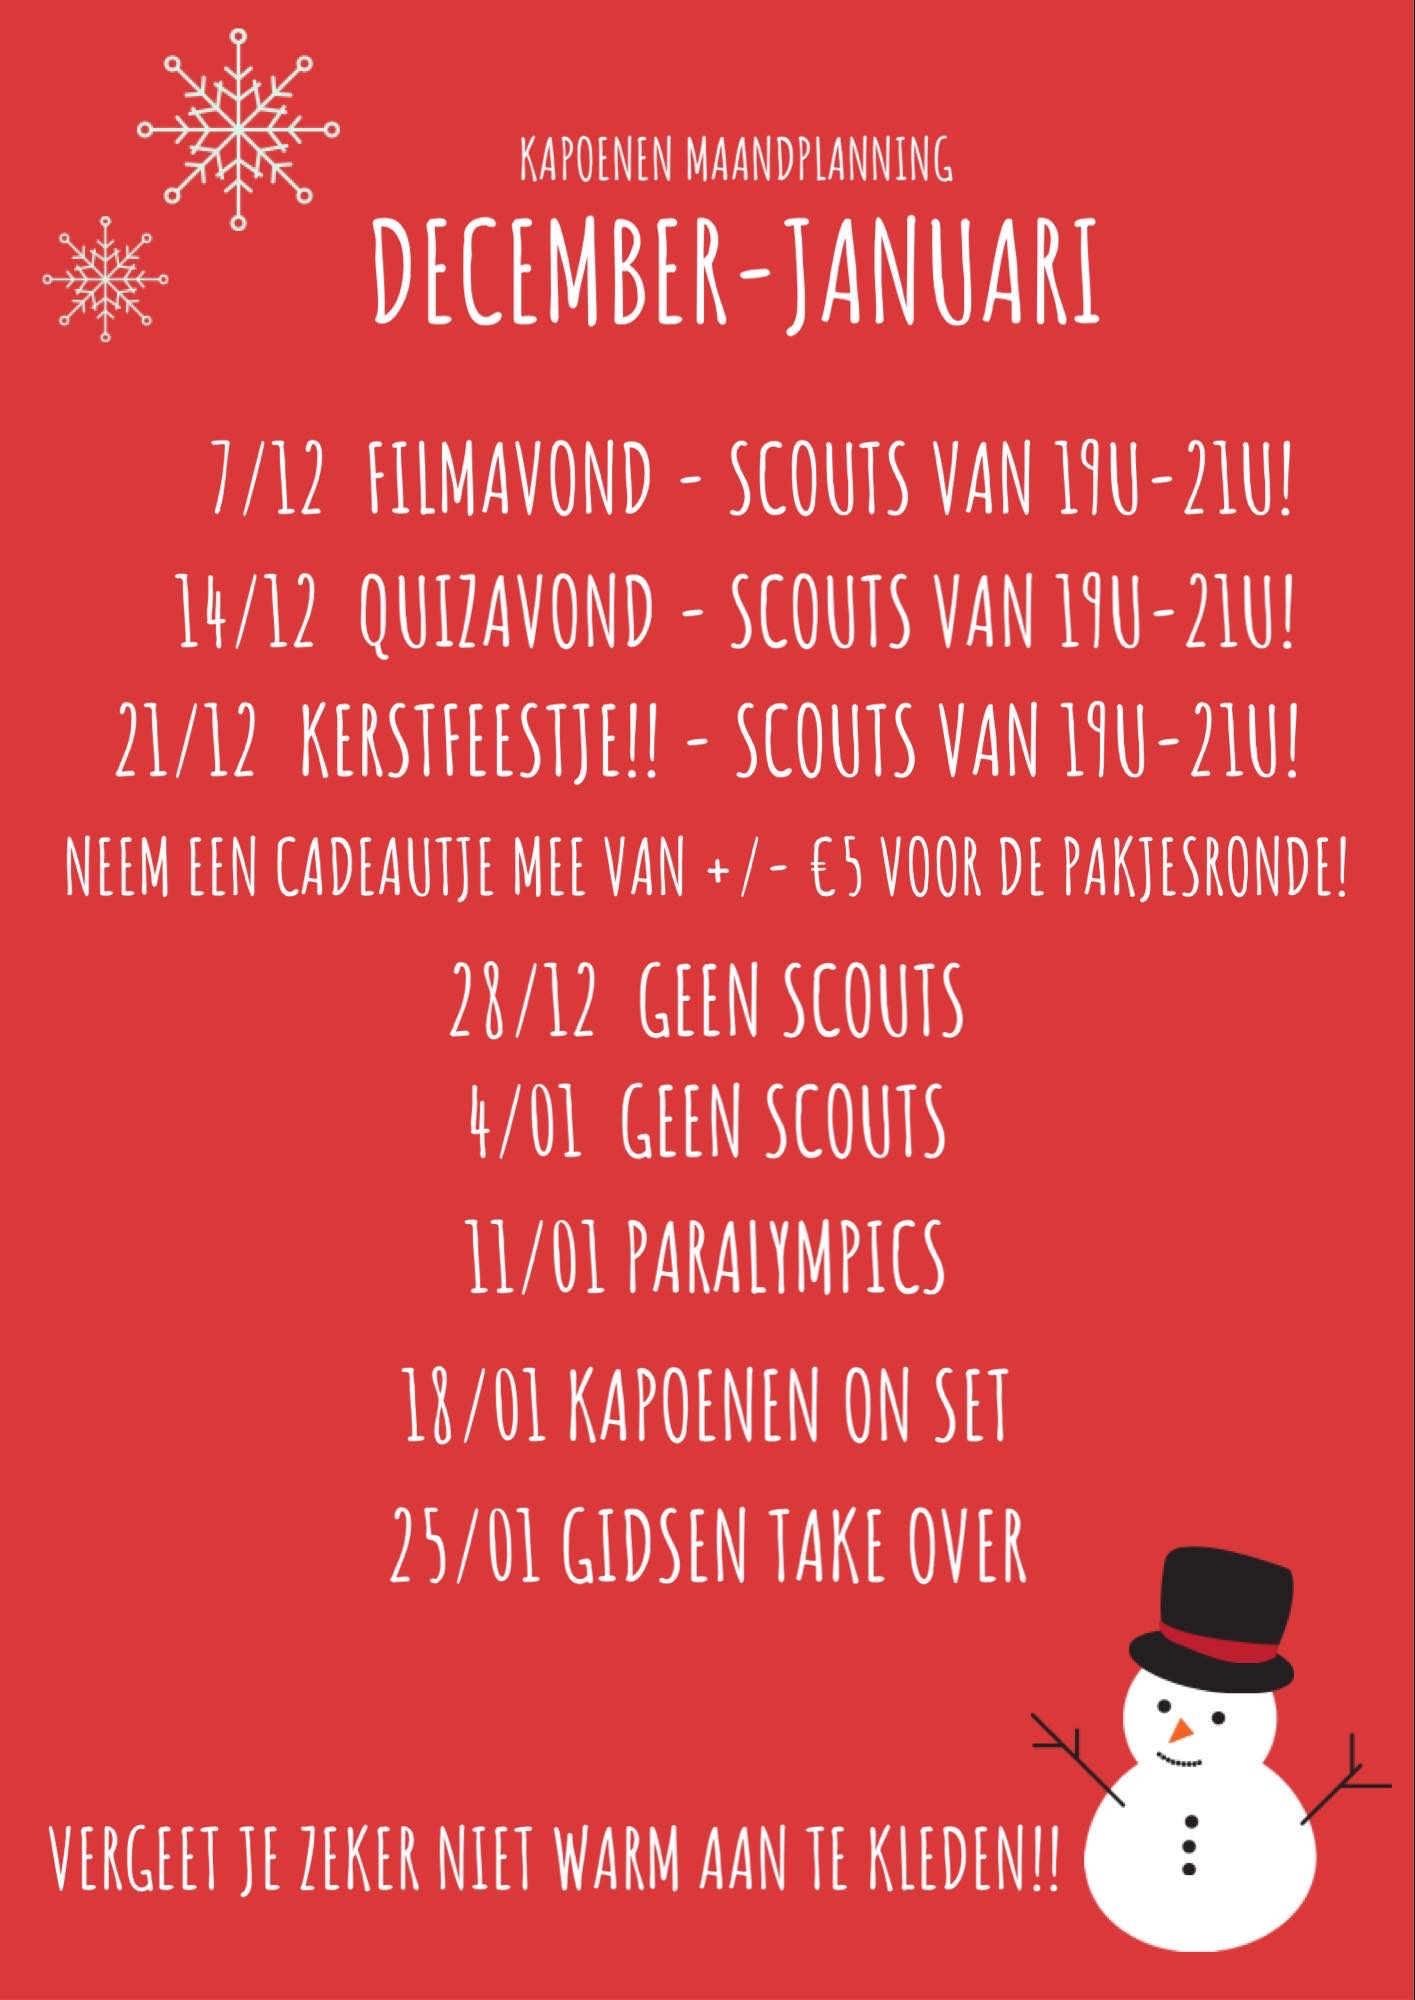 KAPOENEN MAANDPLANNING
DECEMBER-JANUARI
7/12 FILMAVOND - SCOUTS VAN 19U-21U!
14/12 QUIZAVOND - SCOUTS VAN 19U-21U!
21/12 KERSTFEESTJE!! - SCOUTS VAN 19U-21U!
NEEM EEN CADEAUTJE MEE VAN +/- €5 VOOR DE PAKJESRONDE!
28/12 GEEN SCOUTS
4/01 GEEN SCOUTS
11/01 PARALYMPICS
18/01 KAPOENEN ON SET
25/01 GIDSEN TAKE OVER
VERGEET JE ZEKER NIET WARM AAN TE KLEDEN!!